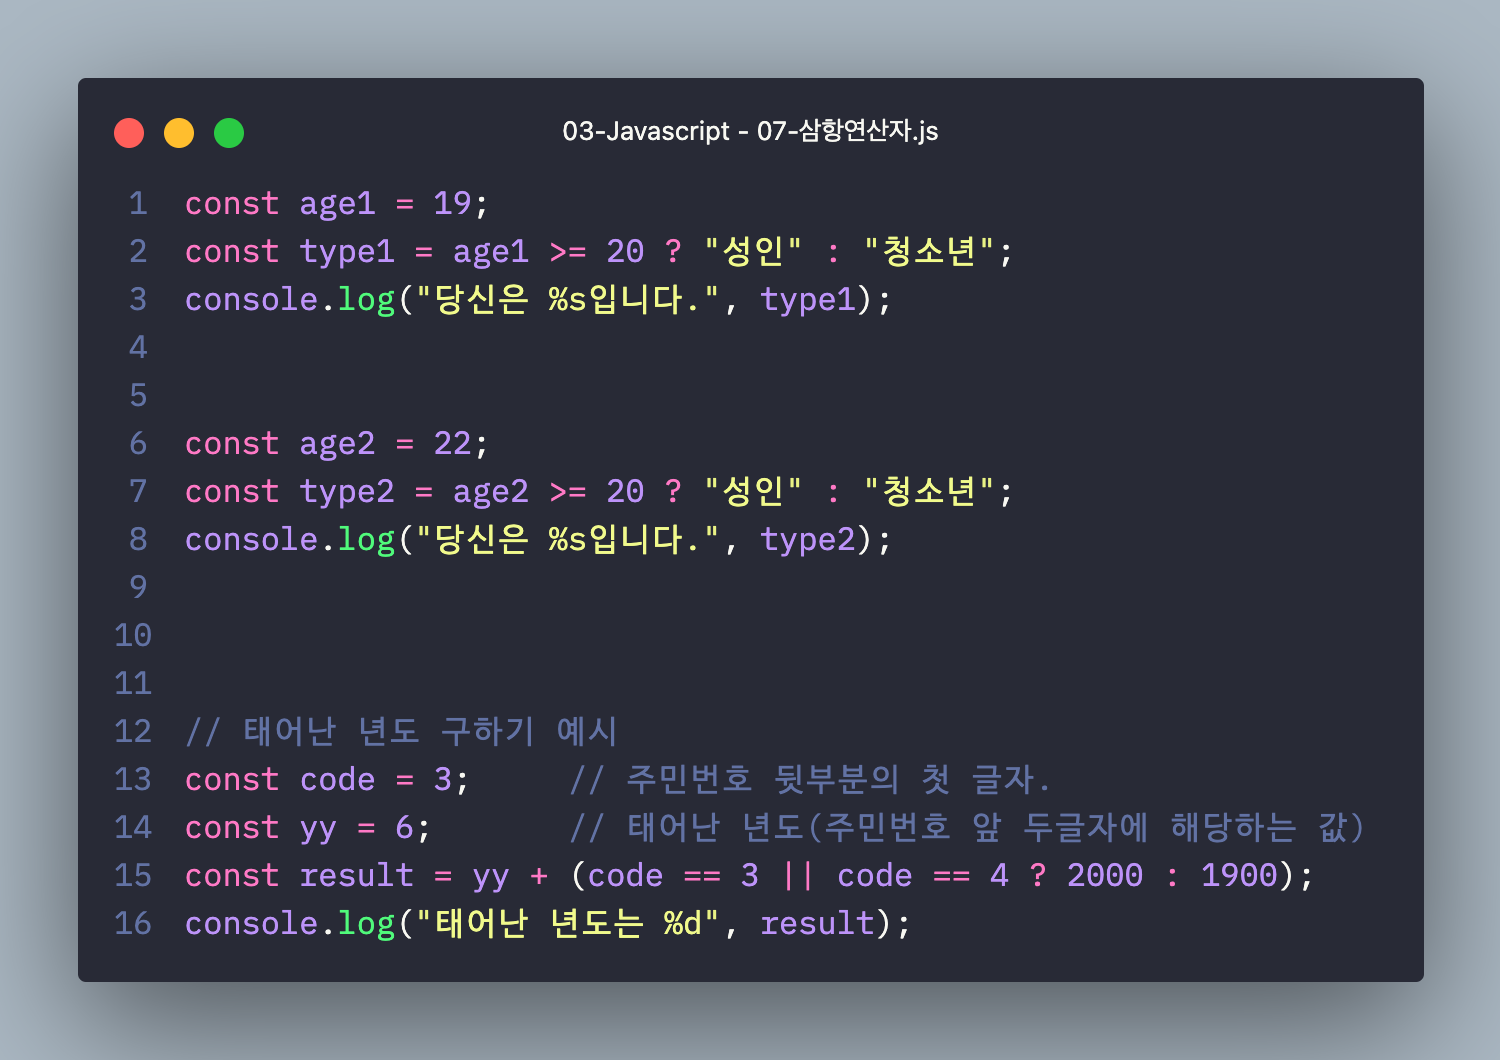 03-Javascript - 07-삼항연산자.js
1 const age1 = 19;
2 const type1 = age1 >= 20 ? "성인" : "청소년";
3 console.log("당신은 %s입니다.", type1);
4
5
6 const age2 = 22;
7 const type2 = age2 >= 20 ? "성인" : "청소년";
8 console.log("당신은 %s입니다.", type2);
9
10
11
12 // 태어난 년도 구하기 예시
13 const code = 3;     // 주민번호 뒷부분의 첫 글자.
14 const yy = 6;       // 태어난 년도(주민번호 앞 두글자에 해당하는 값)
15 const result = yy + (code == 3 || code == 4 ? 2000 : 1900);
16 console.log("태어난 년도는 %d", result);